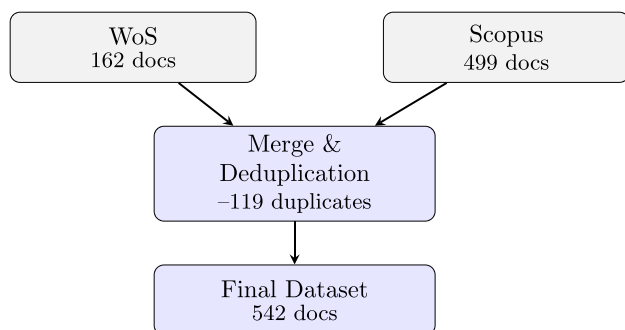 WoS
162 docs
Scopus
499 docs
Merge &
Deduplication
–119 duplicates
Final Dataset
542 docs